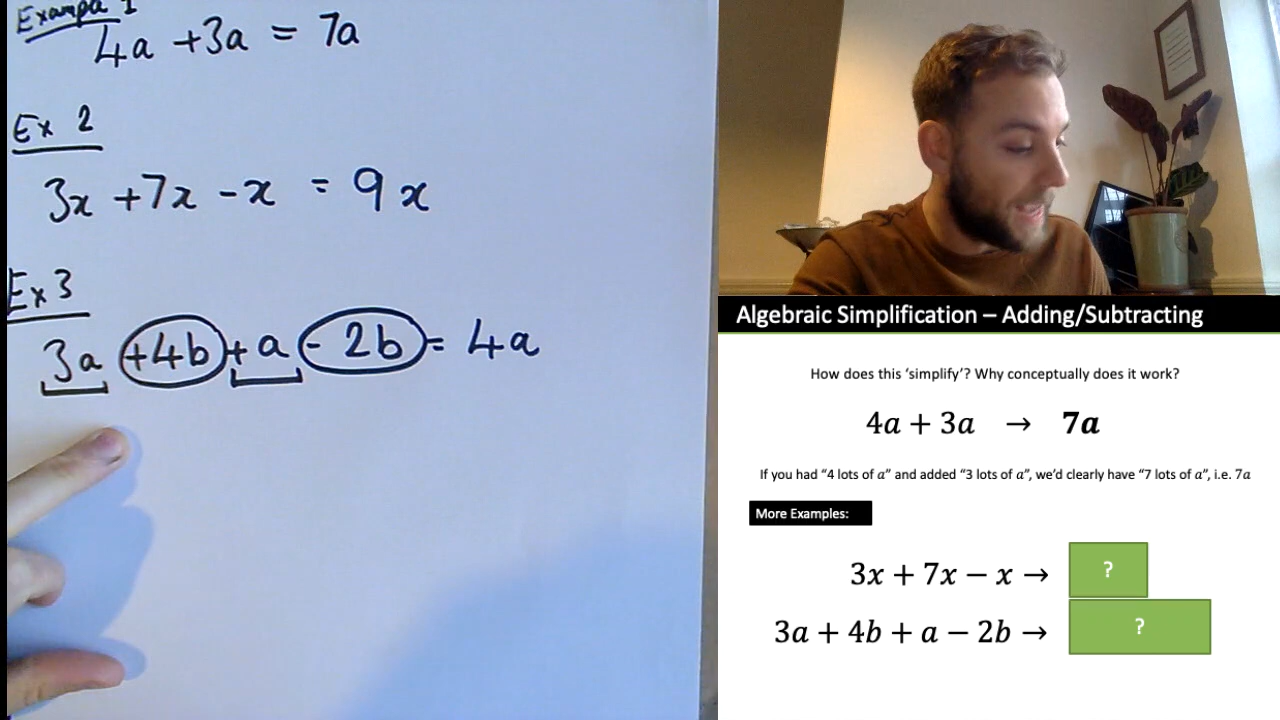 Exampa 1
4a +3a = 7a
Ex 2
3x +7x -x = 9x
Ex 3
3a +4b + a - 2b = 4a
Algebraic Simplification – Adding/Subtracting
How does this ‘simplify’? Why conceptually does it work?
4a + 3a → 7a
If you had “4 lots of a” and added “3 lots of a”, we’d clearly have “7 lots of a”, i.e. 7a
More Examples:
3x + 7x − x → ?
3a + 4b + a − 2b → ?